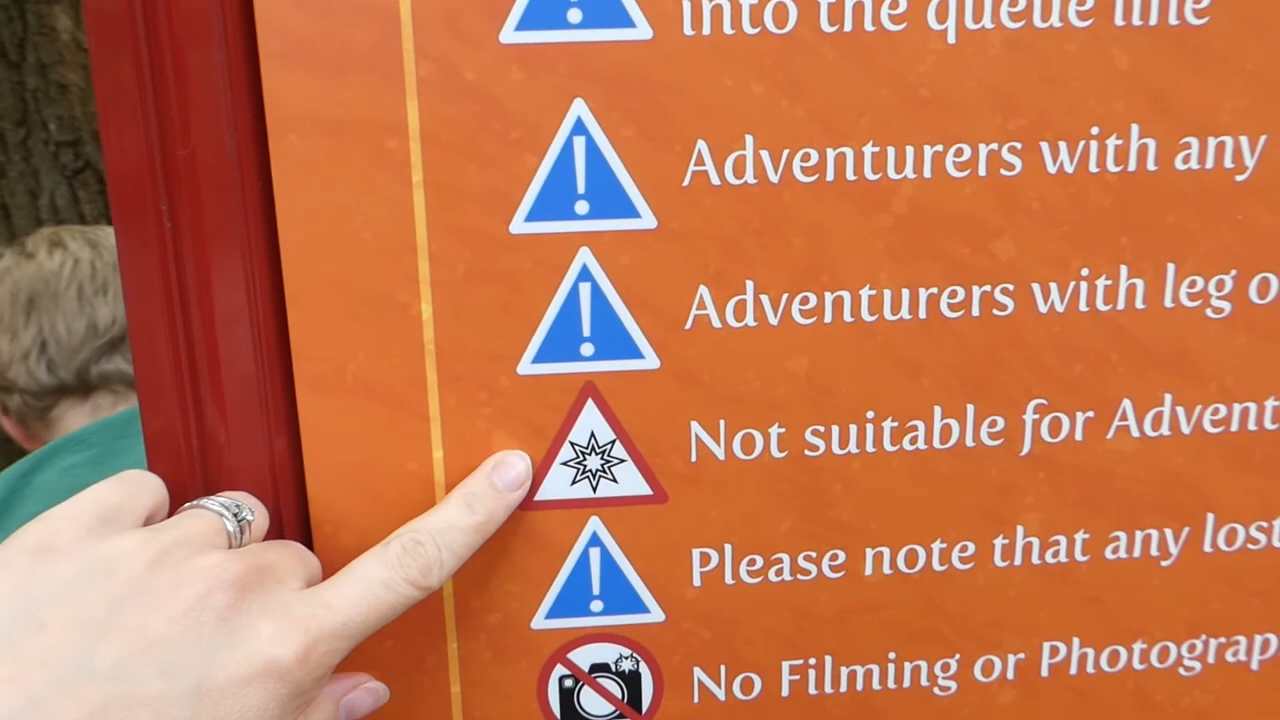 into the queue line
Adventurers with any
Adventurers with leg o
Not suitable for Advent
Please note that any lost
No Filming or Photograp